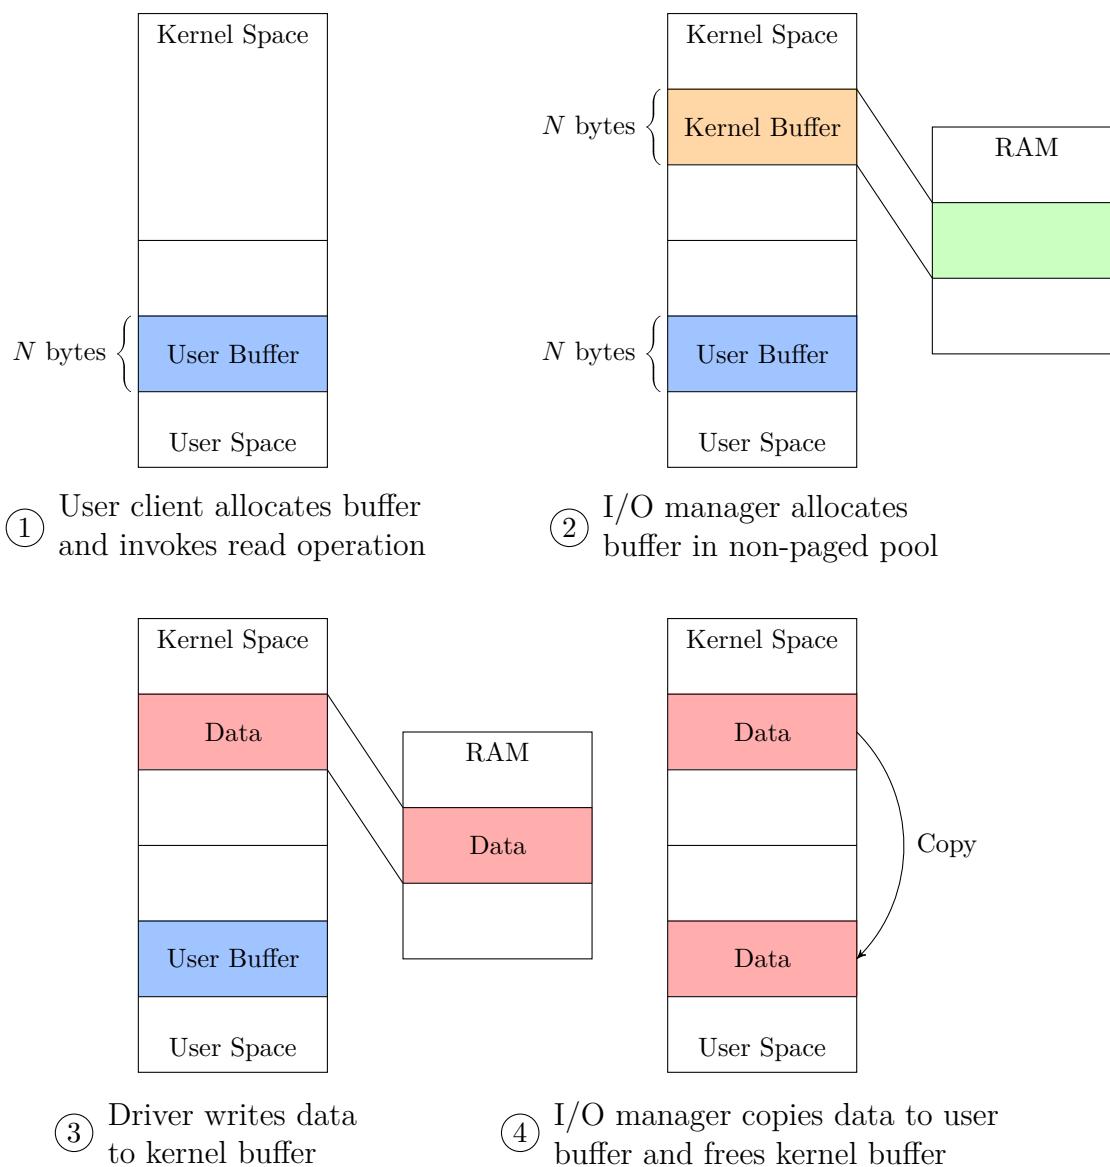 Kernel Space
N bytes
User Buffer
User Space
① User client allocates buffer
and invokes read operation
Kernel Space
N bytes
Kernel Buffer
RAM
N bytes
User Buffer
User Space
② I/O manager allocates
buffer in non-paged pool
Kernel Space
Data
RAM
Data
User Buffer
User Space
③ Driver writes data
to kernel buffer
Kernel Space
Data
Copy
Data
User Space
④ I/O manager copies data to user
buffer and frees kernel buffer